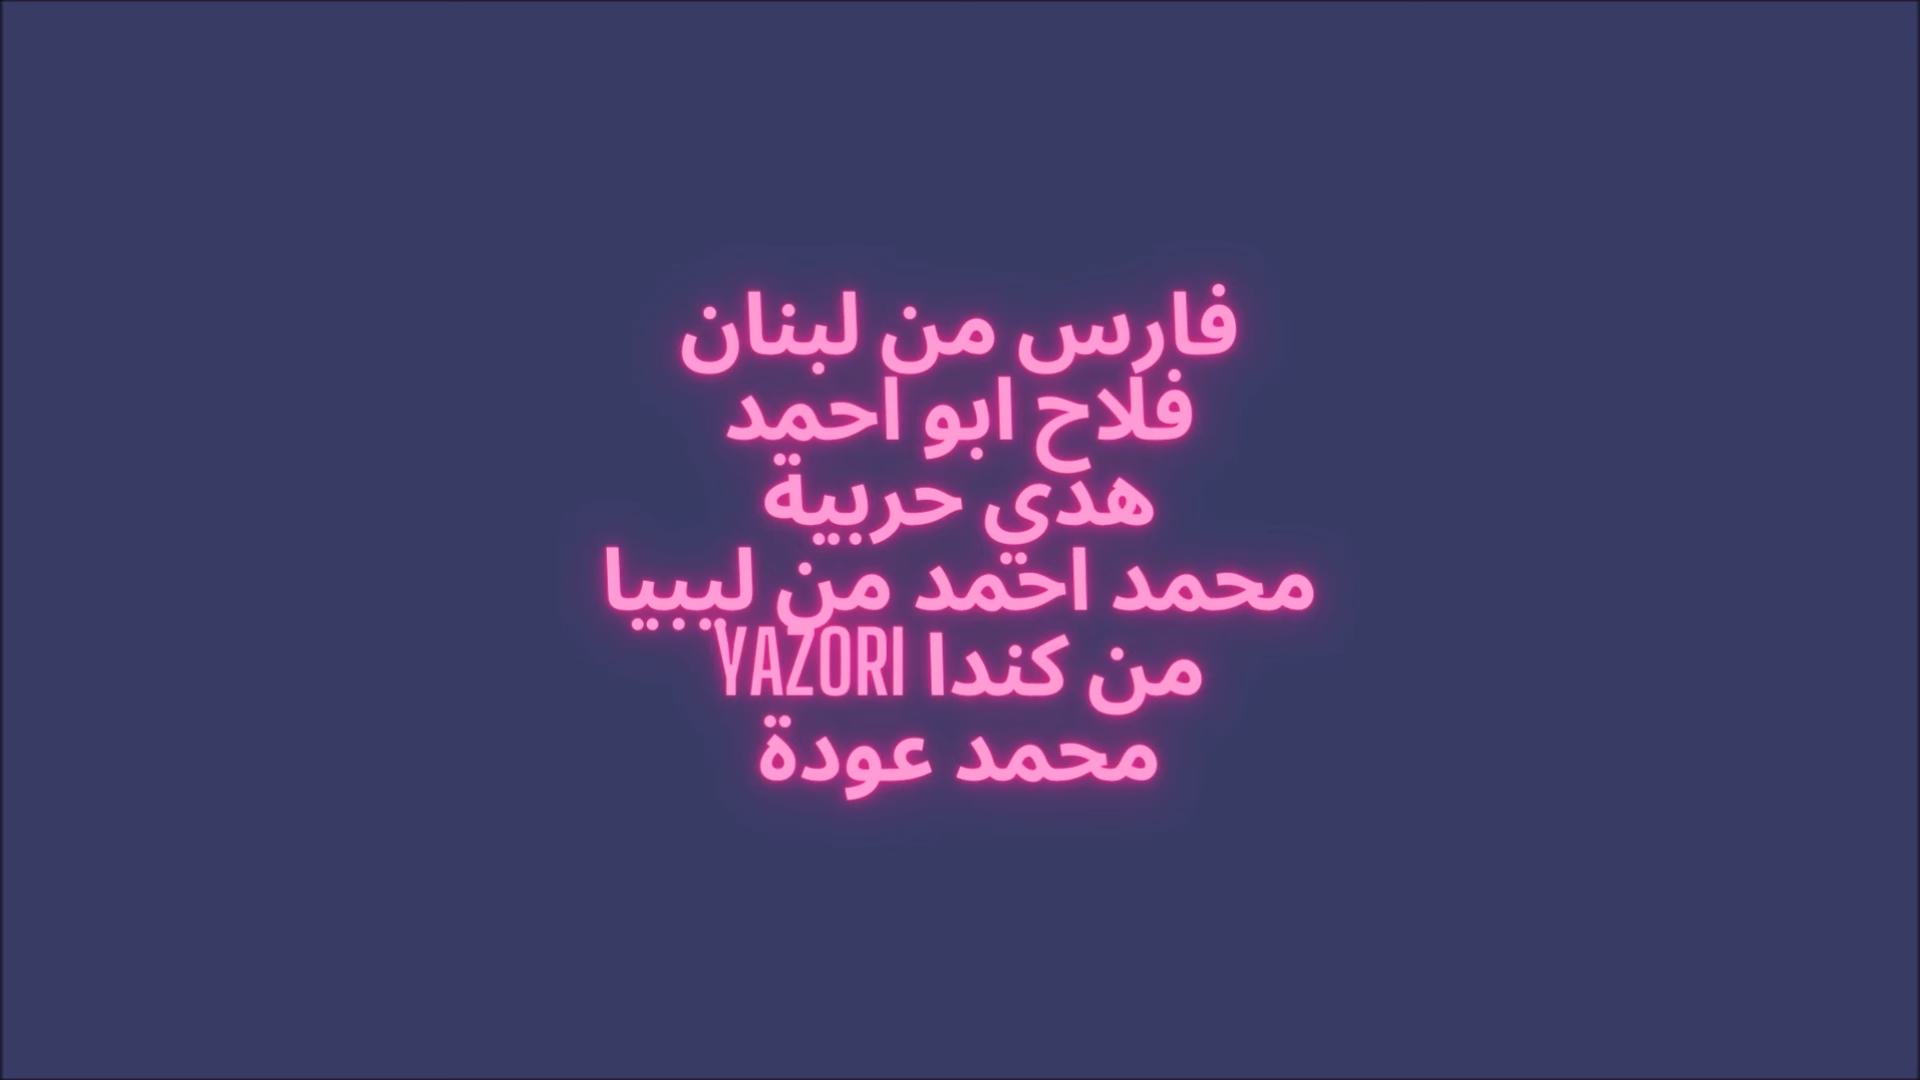 فارس من لبنان
فلاح ابو احمد
هدي حربية
محمد احمد من ليبيا
YAZORI من كندا
محمد عودة